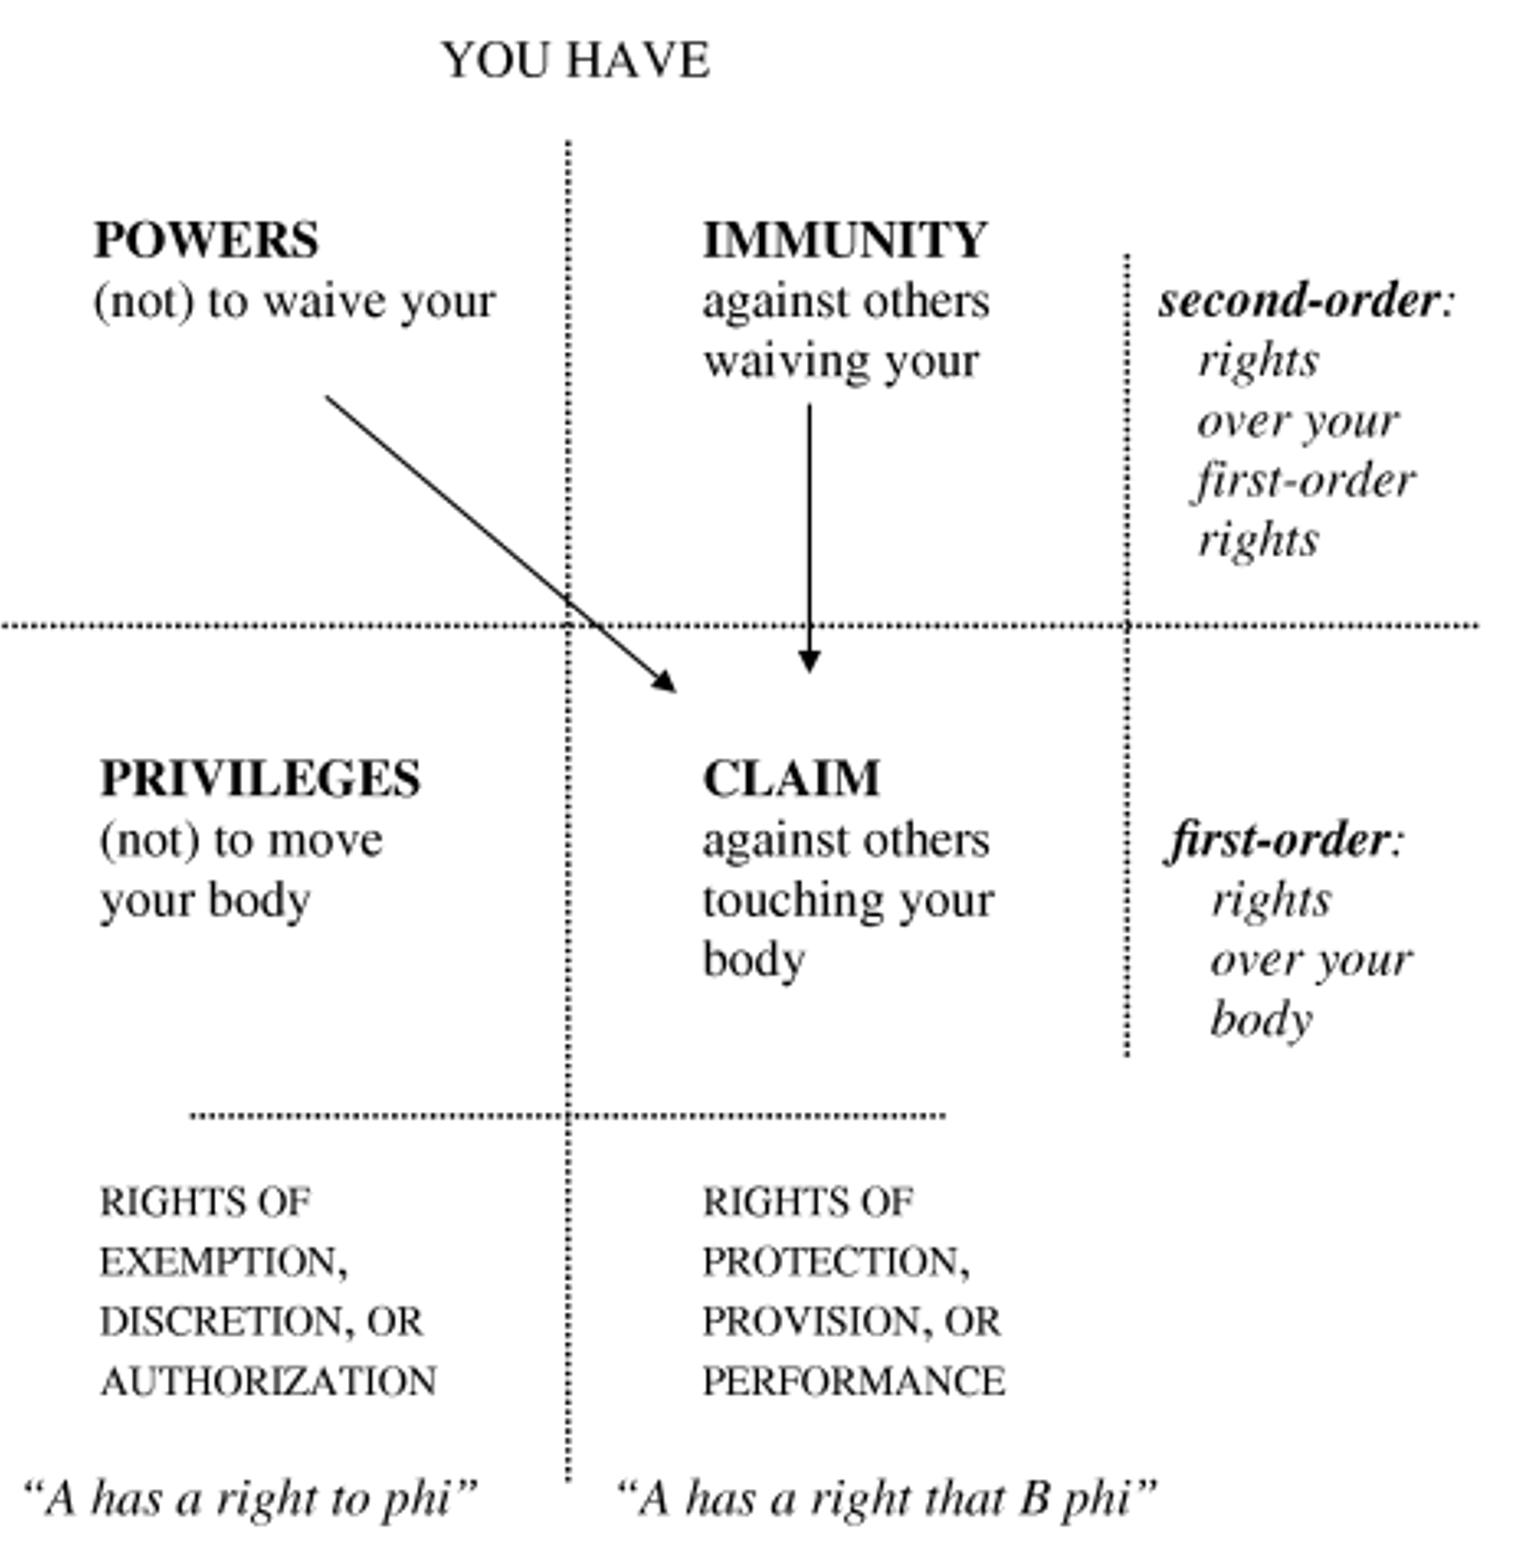 YOU HAVE
POWERS
(not) to waive your
IMMUNITY
against others
waiving your
second-order:
rights
over your
first-order
rights
PRIVILEGES
(not) to move
your body
CLAIM
against others
touching your
body
first-order:
rights
over your
body
RIGHTS OF
EXEMPTION,
DISCRETION, OR
AUTHORIZATION
RIGHTS OF
PROTECTION,
PROVISION, OR
PERFORMANCE
“A has a right to phi”
“A has a right that B phi”